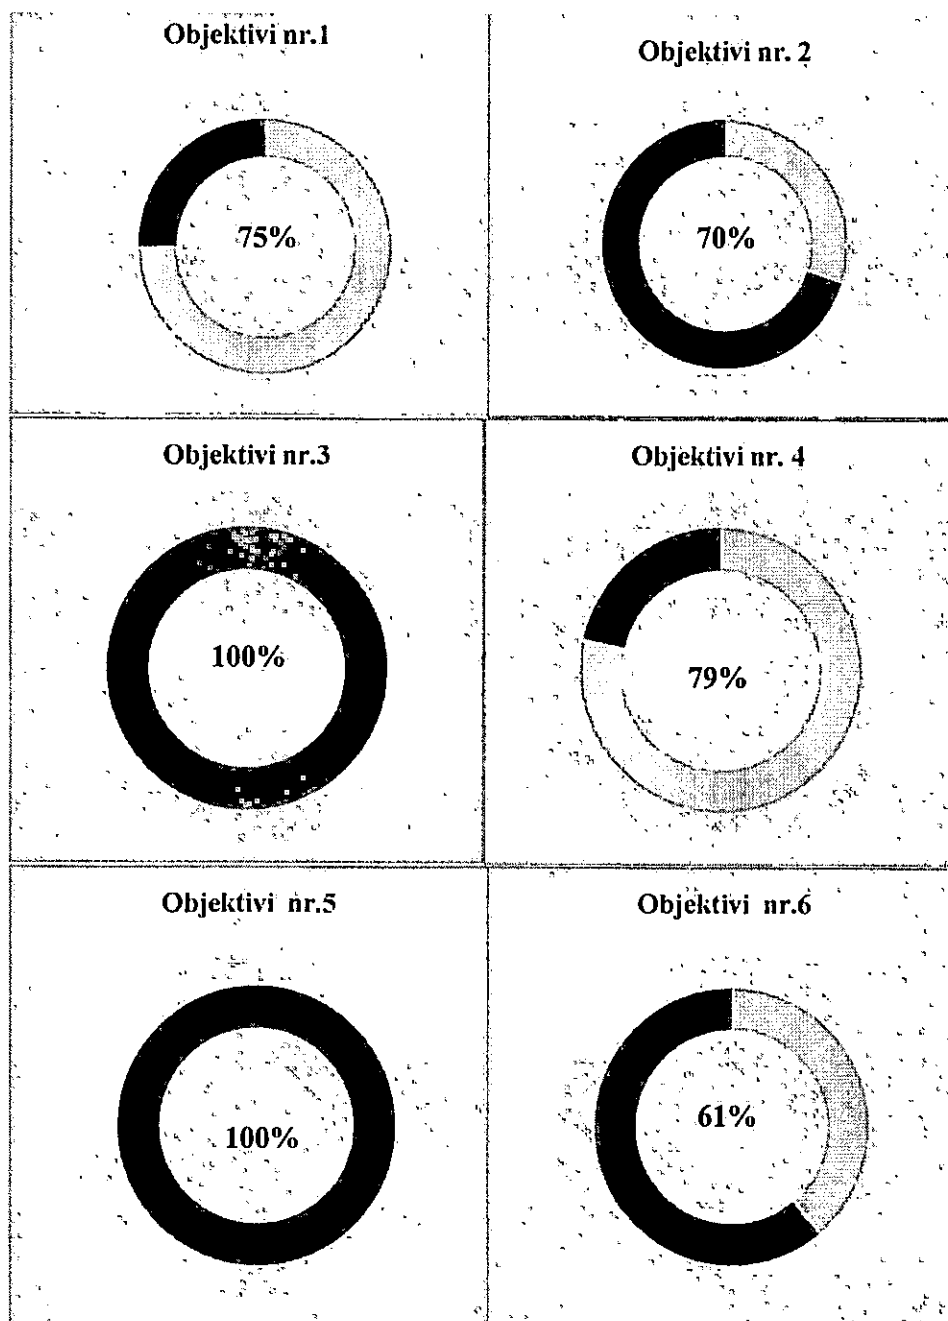 Objektivi nr.1
75%
Objektivi nr. 2
70%
Objektivi nr.3
100%
Objektivi nr. 4
79%
Objektivi nr.5
100%
Objektivi nr.6
61%